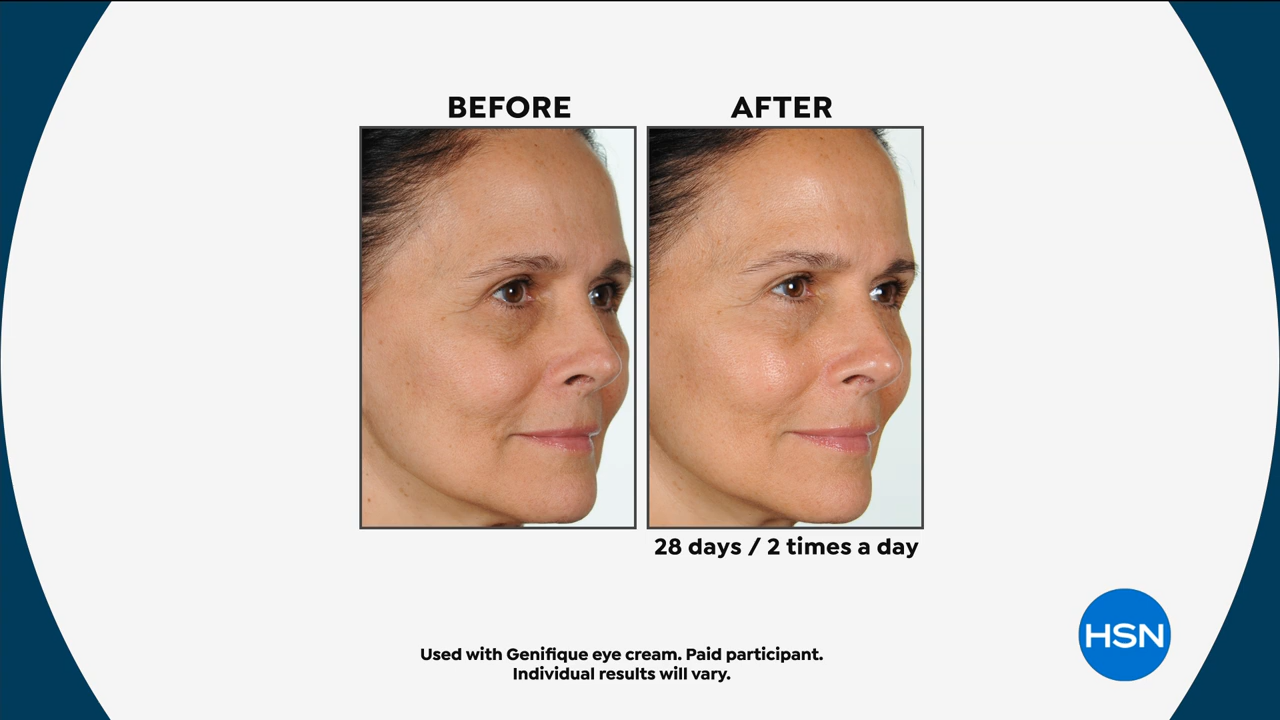 BEFORE
AFTER
28 days / 2 times a day
Used with Genifique eye cream. Paid participant.
Individual results will vary.
HSN